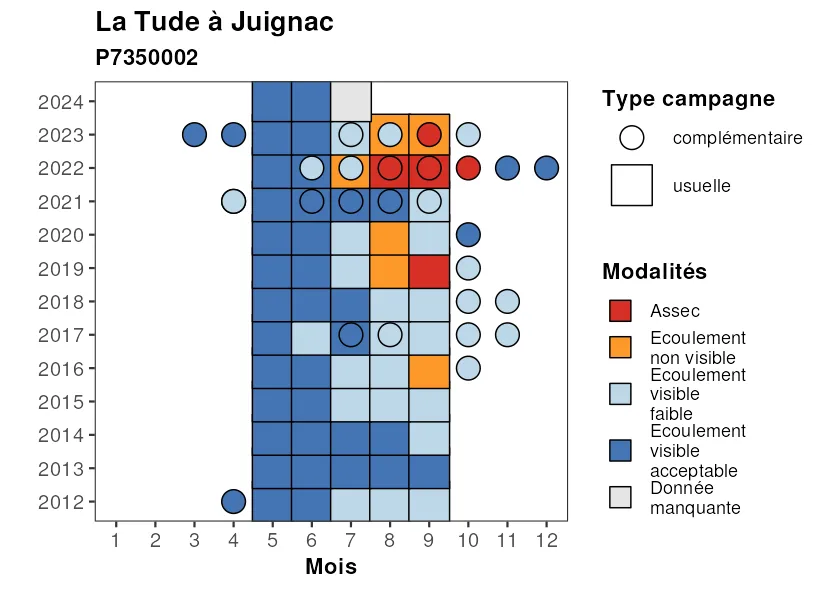 La Tude à Juignac
P7350002
2024
2023
2022
2021
2020
2019
2018
2017
2016
2015
2014
2013
2012
1 2 3 4 5 6 7 8 9 10 11 12
Mois
Type campagne
complémentaire
usuelle
Modalités
Assec
Ecoulement
non visible
Ecoulement
visible
faible
Ecoulement
visible
acceptable
Donnée
manquante